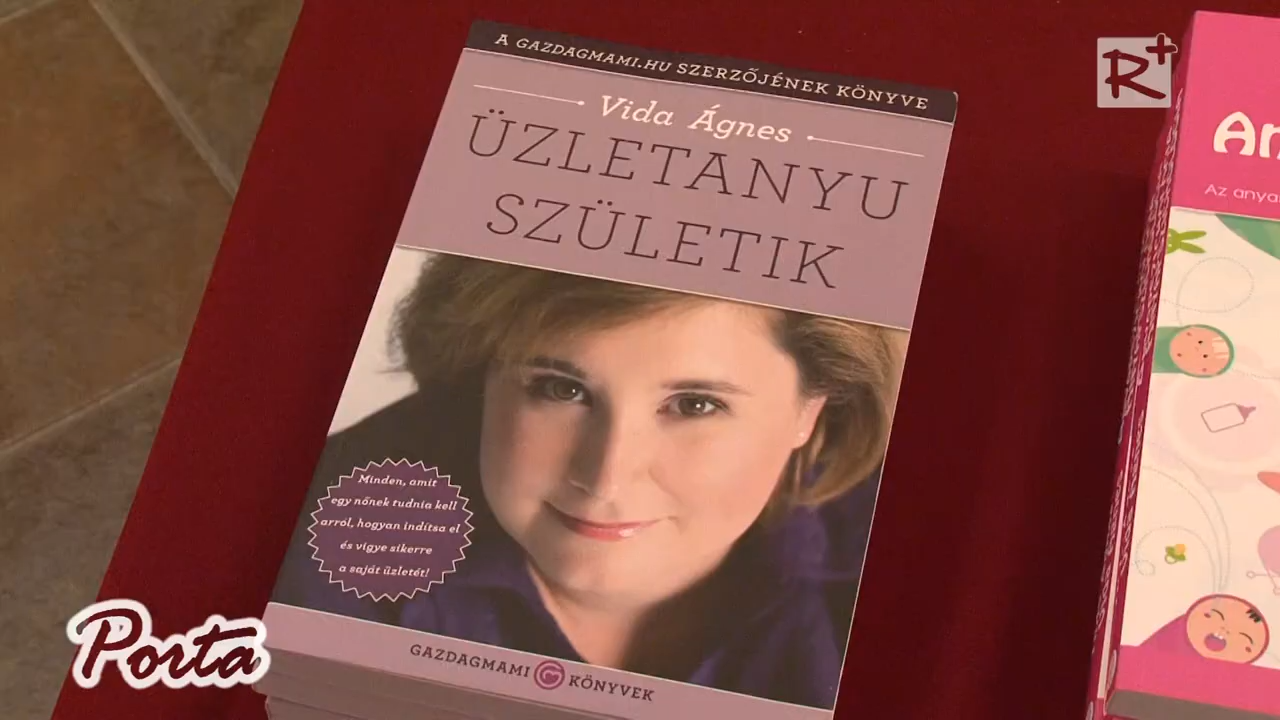 A GAZDAGMAMI.HU SZERZŐJÉNEK KÖNYVE
Vida Ágnes
ÜZLETANYU
SZÜLETIK
Minden, amit
egy nőnek tudnia kell
arról, hogyan indítsa el
és vigye sikerre
a saját üzletét!
GAZDAGMAMI KÖNYVEK
R+
Az
Porta